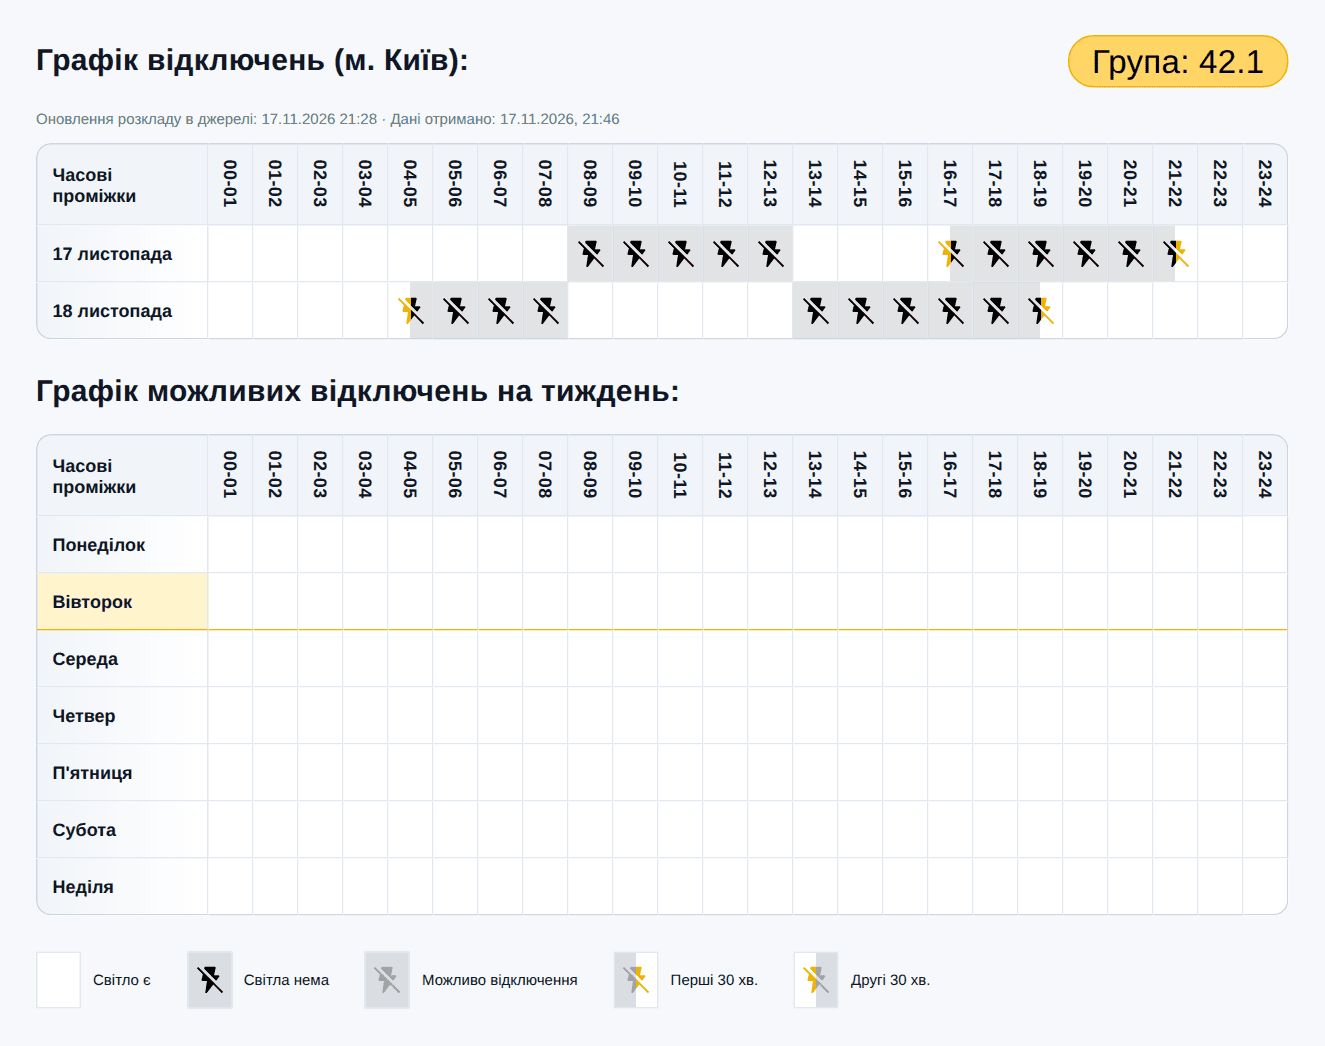 Графік відключень (м. Київ):
Група: 42.1
Оновлення розкладу в джерелі: 17.11.2026 21:28 · Дані отримано: 17.11.2026, 21:46
Часові проміжки 00-01 01-02 02-03 03-04 04-05 05-06 06-07 07-08 08-09 09-10 10-11 11-12 12-13 13-14 14-15 15-16 16-17 17-18 18-19 19-20 20-21 21-22 22-23 23-24
17 листопада
18 листопада
Графік можливих відключень на тиждень:
Часові проміжки 00-01 01-02 02-03 03-04 04-05 05-06 06-07 07-08 08-09 09-10 10-11 11-12 12-13 13-14 14-15 15-16 16-17 17-18 18-19 19-20 20-21 21-22 22-23 23-24
Понеділок
Вівторок
Середа
Четвер
П'ятниця
Субота
Неділя
Світло є Світла нема Можливо відключення Перші 30 хв. Другі 30 хв.